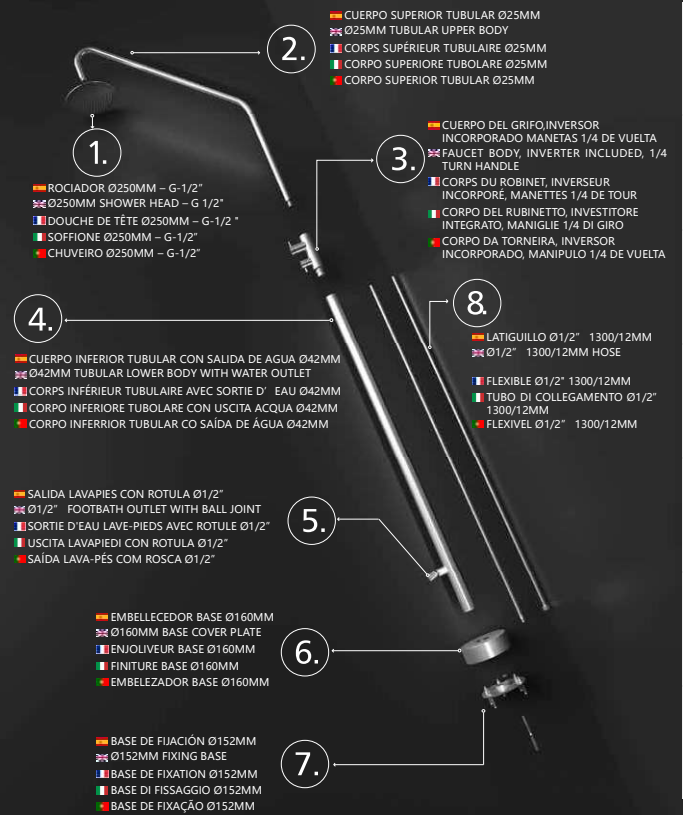 2.
CUERPO SUPERIOR TUBULAR Ø25MM
Ø25MM TUBULAR UPPER BODY
CORPS SUPÉRIEUR TUBULAIRE Ø25MM
CORPO SUPERIORE TUBOLARE Ø25MM
CORPO SUPERIOR TUBULAR Ø25MM
1.
ROCIADOR Ø250MM – G-1/2”
Ø250MM SHOWER HEAD – G 1/2"
DOUCHE DE TÊTE Ø250MM – G-1/2 "
SOFFIONE Ø250MM – G-1/2”
CHUVEIRO Ø250MM – G-1/2”
3.
CUERPO DEL GRIFO,INVERSOR
INCORPORADO MANETAS 1/4 DE VUELTA
FAUCET BODY, INVERTER INCLUDED, 1/4
TURN HANDLE
CORPS DU ROBINET, INVERSEUR
INCORPORÉ, MANETTES 1/4 DE TOUR
CORPO DEL RUBINETTO, INVESTITORE
INTEGRATO, MANIGLIE 1/4 DI GIRO
CORPO DA TORNEIRA, INVERSOR
INCORPORADO, MANIPULO 1/4 DE VUELTA
4.
CUERPO INFERIOR TUBULAR CON SALIDA DE AGUA Ø42MM
Ø42MM TUBULAR LOWER BODY WITH WATER OUTLET
CORPS INFÉRIEUR TUBULAIRE AVEC SORTIE D’ EAU Ø42MM
CORPO INFERIORE TUBOLARE CON USCITA ACQUA Ø42MM
CORPO INFERRIOR TUBULAR CO SAÍDA DE ÁGUA Ø42MM
8.
LATIGUILLO Ø1/2” 1300/12MM
Ø1/2” 1300/12MM HOSE
FLEXIBLE Ø1/2" 1300/12MM
TUBO DI COLLEGAMENTO Ø1/2”
1300/12MM
FLEXIVEL Ø1/2” 1300/12MM
5.
SALIDA LAVAPIES CON ROTULA Ø1/2”
Ø1/2” FOOTBATH OUTLET WITH BALL JOINT
SORTIE D'EAU LAVE-PIEDS AVEC ROTULE Ø1/2”
USCITA LAVAPIEDI CON ROTULA Ø1/2”
SAÍDA LAVA-PÉS COM ROSCA Ø1/2”
6.
EMBELLECEDOR BASE Ø160MM
Ø160MM BASE COVER PLATE
ENJOLIVEUR BASE Ø160MM
FINITURE BASE Ø160MM
EMBELEZADOR BASE Ø160MM
7.
BASE DE FIJACIÓN Ø152MM
Ø152MM FIXING BASE
BASE DE FIXATION Ø152MM
BASE DI FISSAGGIO Ø152MM
BASE DE FIXAÇÃO Ø152MM